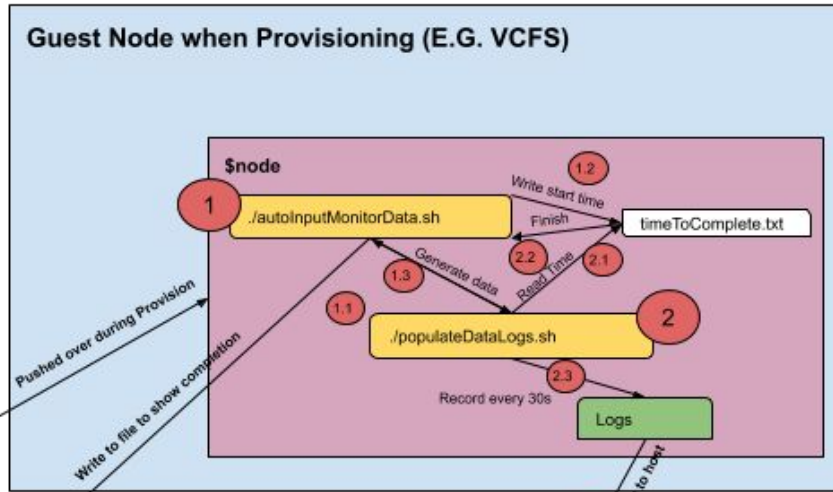 Guest Node when Provisioning (E.G. VCFS)
$node
1.2
1
./autoInputMonitorData.sh
Write start time
Finish
timeToComplete.txt
2.2
2.1
Generate data
Read Time
1.3
1.1
Pushed over during Provision
2
./populateDataLogs.sh
2.3
Write to file to show completion
Record every 30s
Logs
to host